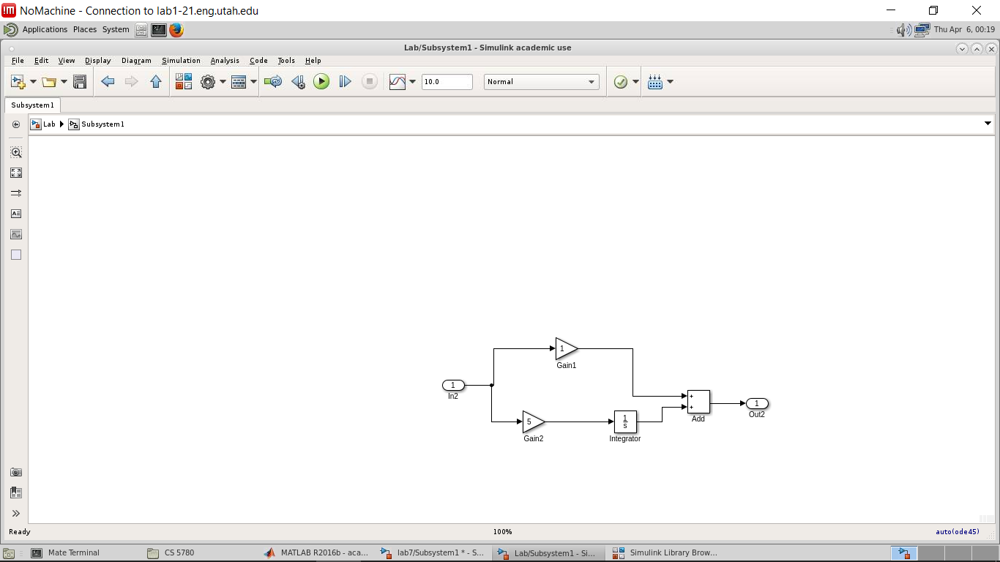 !M NoMachine - Connection to lab1-21.eng.utah.edu
Applications Places System
Thu Apr 6, 00:19
Lab/Subsystem1 - Simulink academic use
File Edit View Display Diagram Simulation Analysis Code Tools Help
10.0 Normal
Subsystem1
Lab Subsystem1
1
Gain1
1
In2
+
+
Add
1
Out2
5
Gain2
1
s
Integrator
Ready 100% auto(ode45)
Mate Terminal CS 5780 MATLAB R2016b - aca... lab7/Subsystem1 * - S... Lab/Subsystem1 - Si... Simulink Library Brow...